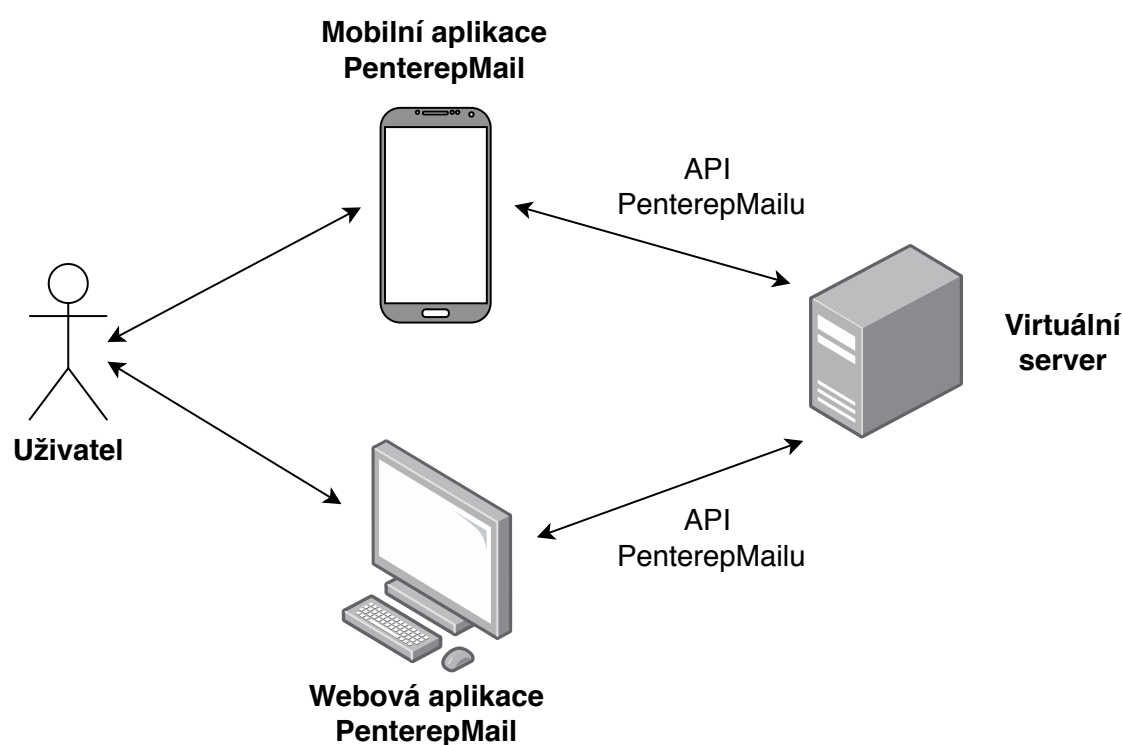 Mobilní aplikace
PenterepMail
API
PenterepMailu
Virtuální
server
Uživatel
API
PenterepMailu
Webová aplikace
PenterepMail